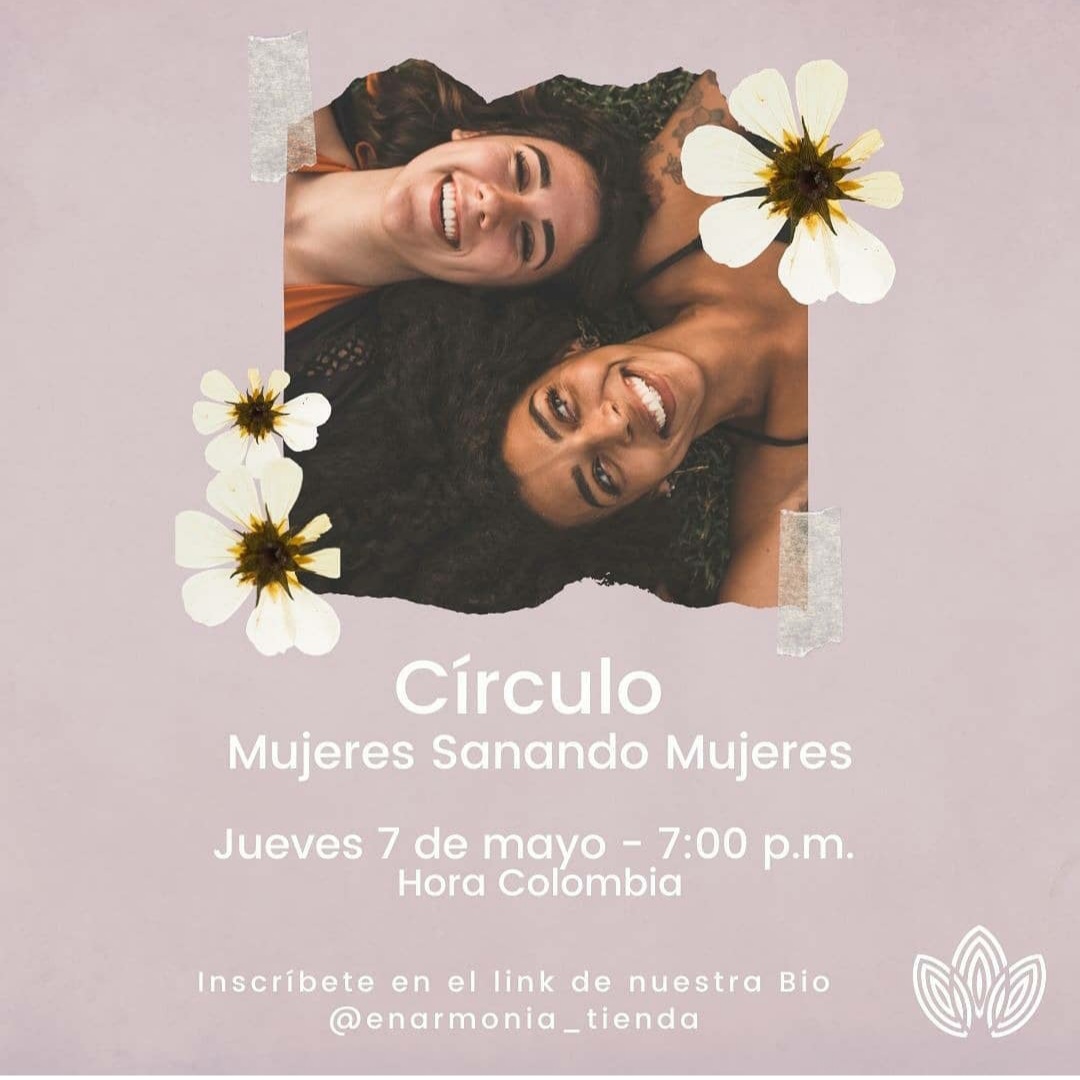 Círculo
Mujeres Sanando Mujeres
Jueves 7 de mayo - 7:00 p.m.
Hora Colombia
Inscríbete en el link de nuestra Bio
@enarmonia_tienda